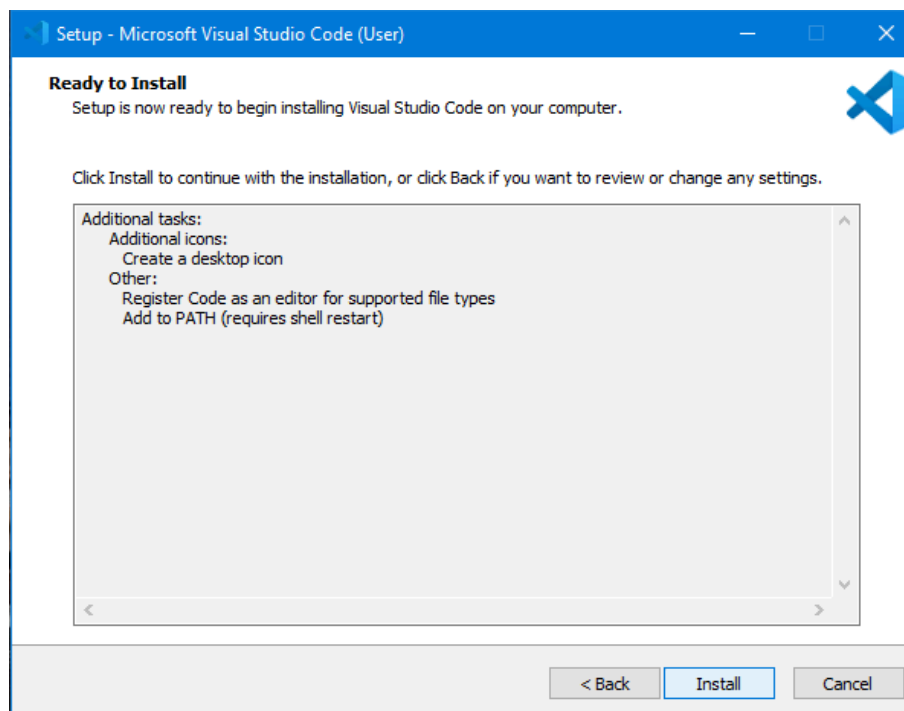 Setup - Microsoft Visual Studio Code (User)
Ready to Install
Setup is now ready to begin installing Visual Studio Code on your computer.
Click Install to continue with the installation, or click Back if you want to review or change any settings.
Additional tasks:
Additional icons:
Create a desktop icon
Other:
Register Code as an editor for supported file types
Add to PATH (requires shell restart)
< Back
Install
Cancel